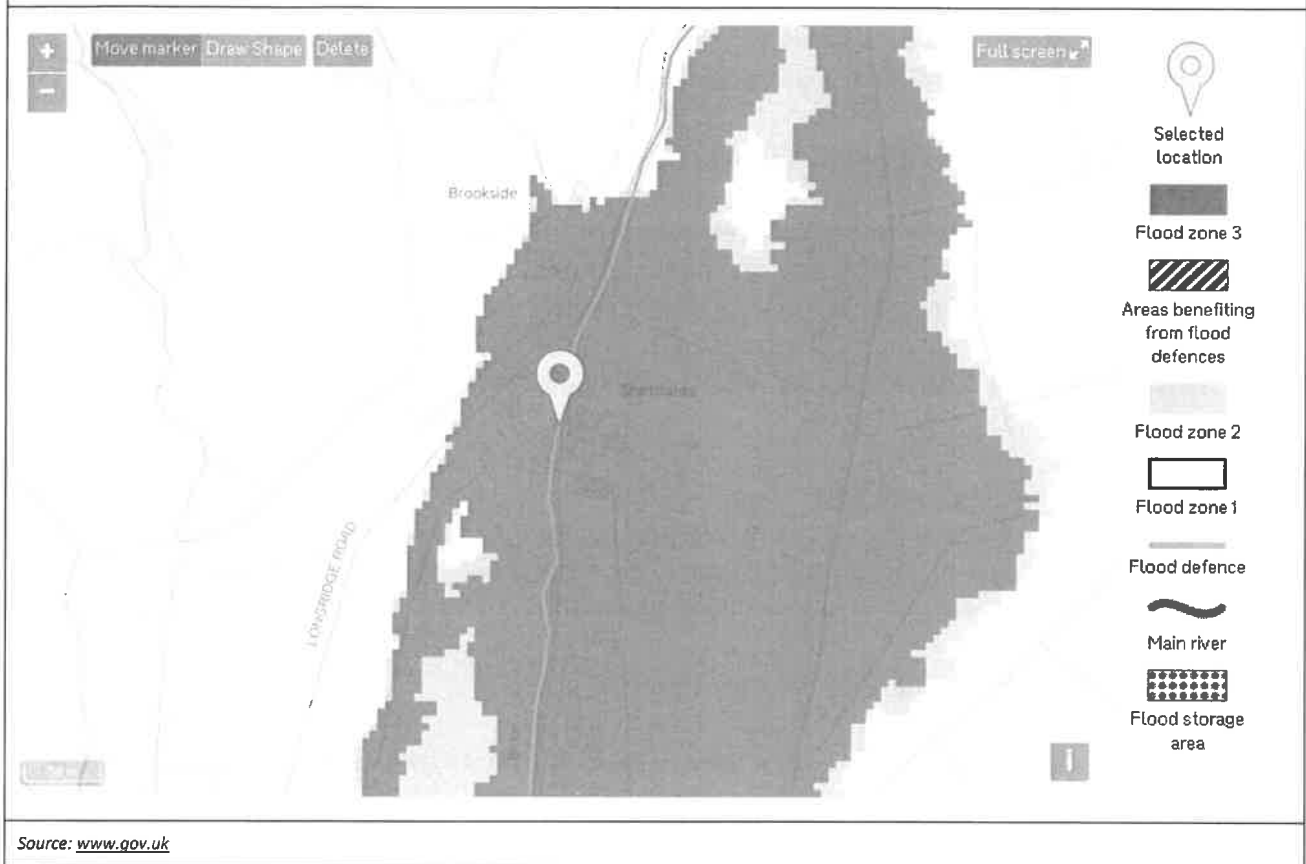 +
Move marker Draw Shape Delete
Full screen
−
Brookside
LONGRIDGE ROAD
i
Selected
location
Flood zone 3
Areas benefiting
from flood
defences
Flood zone 2
Flood zone 1
Flood defence
Main river
Flood storage
area
Source: www.gov.uk